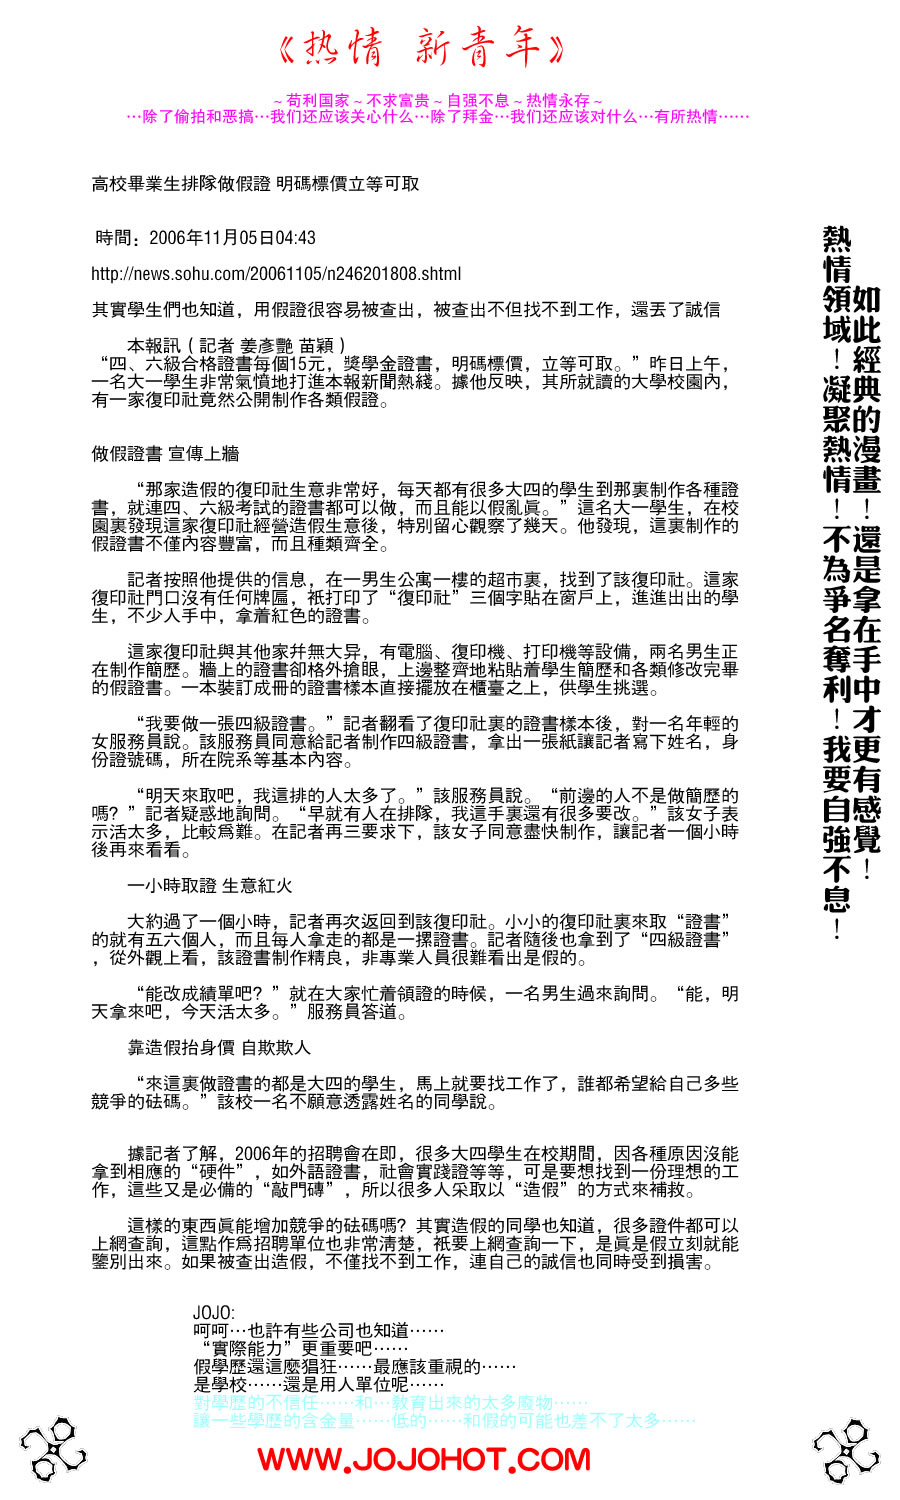 《热情 新青年》
~苟利国家~不求富贵~自强不息~热情永存~
…除了偷拍和恶搞…我们还应该关心什么…除了拜金…我们还应该对什么…有所热情……
高校畢業生排隊做假證 明碼標價立等可取
時間：2006年11月05日04:43
http://news.sohu.com/20061105/n246201808.shtml
其實學生們也知道，用假證很容易被查出，被查出不但找不到工作，還丟了誠信
本報訊（記者 姜彥艷 苗穎）
“四、六級合格證書每個15元，獎學金證書，明碼標價，立等可取。”昨日上午，
一名大一學生非常氣憤地打進本報新聞熱綫。據他反映，其所就讀的大學校園內，
有一家復印社竟然公開制作各類假證。
做假證書 宣傳上牆
“那家造假的復印社生意非常好，每天都有很多大四的學生到那裏制作各種證
書，就連四、六級考試的證書都可以做，而且能以假亂眞。”這名大一學生，在校
園裏發現這家復印社經營造假生意後，特別留心觀察了幾天。他發現，這裏制作的
假證書不僅內容豐富，而且種類齊全。
記者按照他提供的信息，在一男生公寓一樓的超市裏，找到了該復印社。這家
復印社門口沒有任何牌匾，衹打印了“復印社”三個字貼在窗戶上，進進出出的學
生，不少人手中，拿着紅色的證書。
這家復印社與其他家幷無大异，有電腦、復印機、打印機等設備，兩名男生正
在制作簡歷。牆上的證書卻格外搶眼，上邊整齊地粘貼着學生簡歷和各類修改完畢
的假證書。一本裝訂成冊的證書樣本直接擺放在櫃臺之上，供學生挑選。
“我要做一張四級證書。”記者翻看了復印社裏的證書樣本後，對一名年輕的
女服務員說。該服務員同意給記者制作四級證書，拿出一張紙讓記者寫下姓名，身
份證號碼，所在院系等基本內容。
“明天來取吧，我這排的人太多了。”該服務員說。“前邊的人不是做簡歷的
嗎？”記者疑惑地詢問。“早就有人在排隊，我這手裏還有很多要改。”該女子表
示活太多，比較爲難。在記者再三要求下，該女子同意盡快制作，讓記者一個小時
後再來看看。
一小時取證 生意紅火
大約過了一個小時，記者再次返回到該復印社。小小的復印社裏來取“證書”
的就有五六個人，而且每人拿走的都是一摞證書。記者隨後也拿到了“四級證書”
，從外觀上看，該證書制作精良，非專業人員很難看出是假的。
“能改成績單吧？”就在大家忙着領證的時候，一名男生過來詢問。“能，明
天拿來吧，今天活太多。”服務員答道。
靠造假抬身價 自欺欺人
“來這裏做證書的都是大四的學生，馬上就要找工作了，誰都希望給自己多些
競爭的砝碼。”該校一名不願意透露姓名的同學說。
據記者了解，2006年的招聘會在即，很多大四學生在校期間，因各種原因沒能
拿到相應的“硬件”，如外語證書，社會實踐證等等，可是要想找到一份理想的工
作，這些又是必備的“敲門磚”，所以很多人采取以“造假”的方式來補救。
這樣的東西眞能增加競爭的砝碼嗎？其實造假的同學也知道，很多證件都可以
上網查詢，這點作爲招聘單位也非常清楚，衹要上網查詢一下，是眞是假立刻就能
鑒別出來。如果被查出造假，不僅找不到工作，連自己的誠信也同時受到損害。
JOJO:
呵呵…也許有些公司也知道……
“實際能力”更重要吧……
假學歷還這麼猖狂……最應該重視的……
是學校……還是用人單位呢……
對學歷的不信任……和…教育出來的太多廢物……
讓一些學歷的含金量……低的……和假的可能也差不了太多……
如此經典的漫畫！還是拿在手中才更有感覺！
熱情領域！凝聚熱情！不為爭名奪利！我要自強不息！
WWW.JOJOHOT.COM